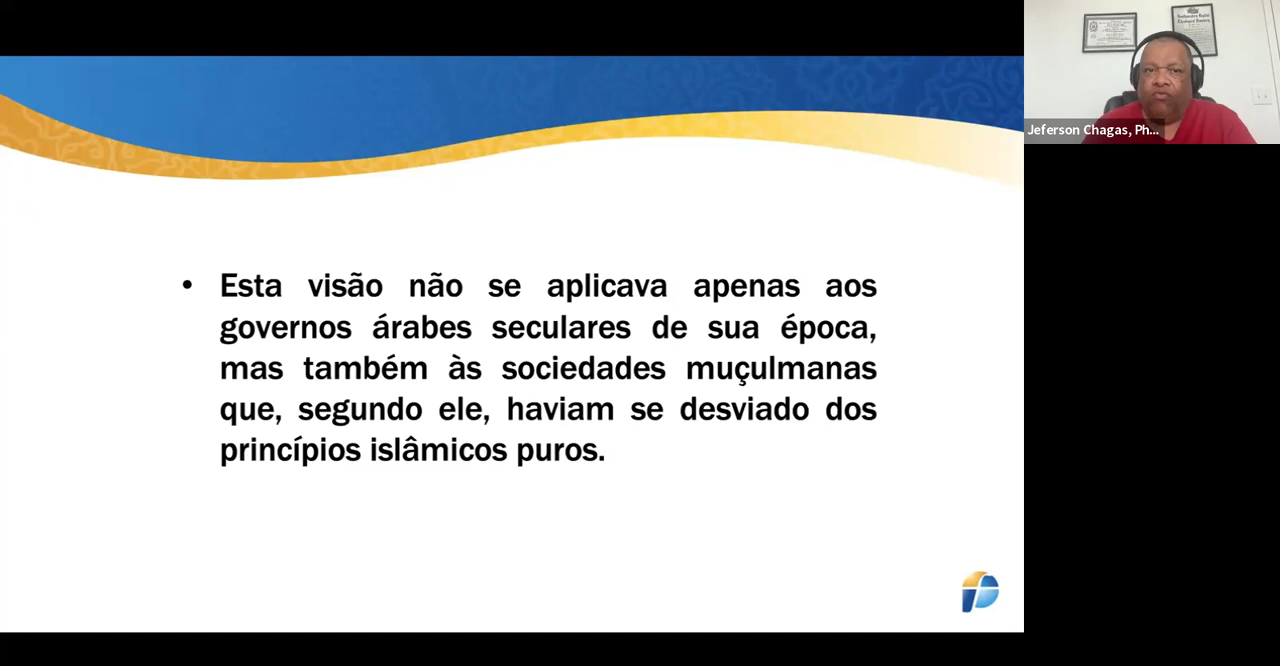 Esta visão não se aplicava apenas aos
governos árabes seculares de sua época,
mas também às sociedades muçulmanas
que, segundo ele, haviam se desviado dos
princípios islâmicos puros.
Jeferson Chagas, Ph...